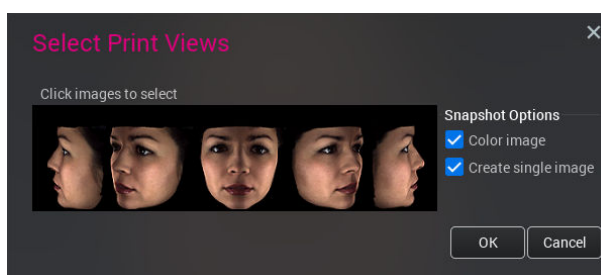 Select Print Views
Click images to select
Snapshot Options
Color image
Create single image
OK
Cancel